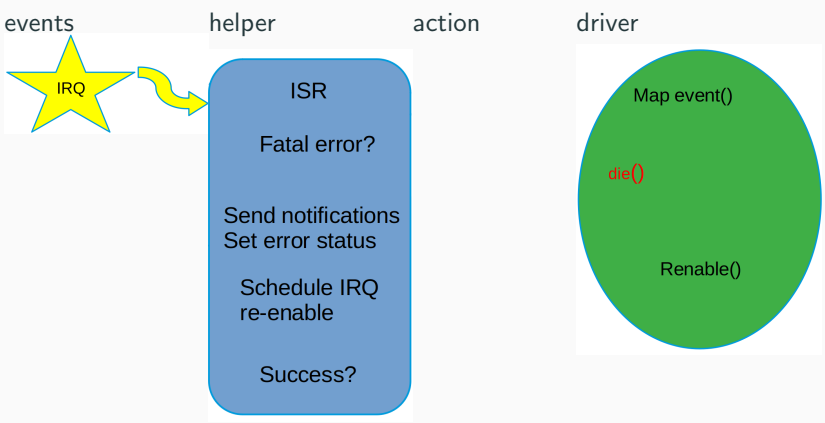 events
helper
action
driver
IRQ
ISR
Fatal error?
Send notifications
Set error status
Schedule IRQ
re-enable
Success?
Map event()
die()
Renable()